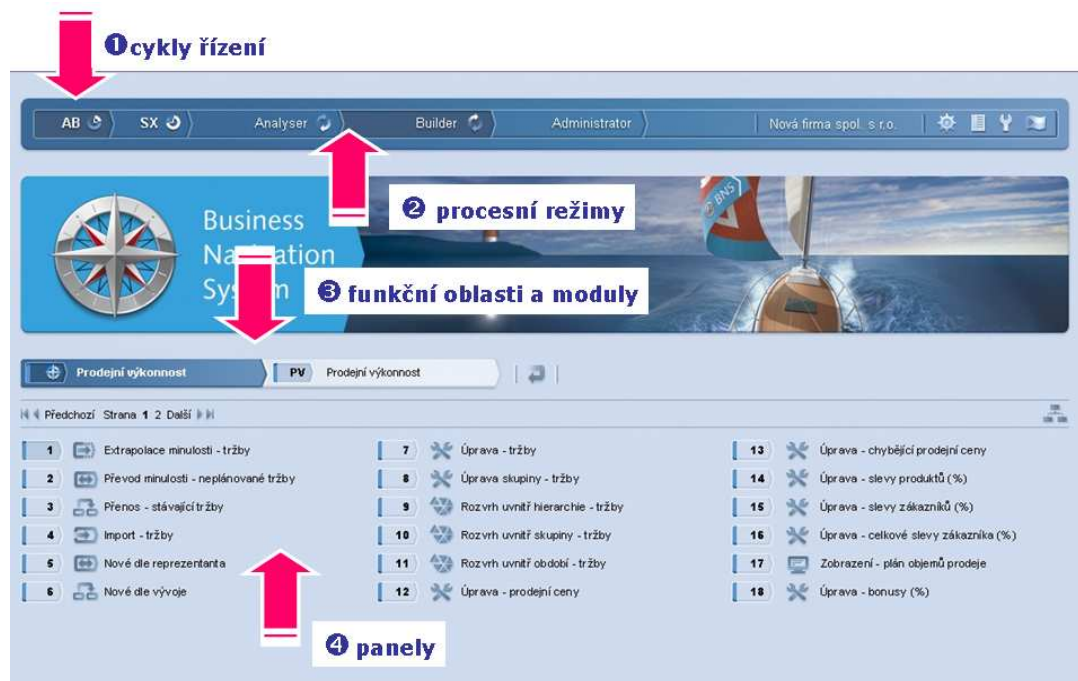 ❶cykly řízení
AB SX Analyser Builder Administrator Nová firma spol. s r.o.
❷ procesní režimy
BNS
Business
Navigation
System
❸ funkční oblasti a moduly
Prodejní výkonnost PV Prodejní výkonnost
Předchozí Strana 1 2 Další
1 Extrapolace minulosti - tržby
2 Převod minulosti - neplánované tržby
3 Přenos - stávající tržby
4 Import - tržby
5 Nové dle reprezentanta
6 Nové dle vývoje
7 Úprava - tržby
8 Úprava skupiny - tržby
9 Rozvrh uvnitř hierarchie - tržby
10 Rozvrh uvnitř skupiny - tržby
11 Rozvrh uvnitř období - tržby
12 Úprava - prodejní ceny
13 Úprava - chybějící prodejní ceny
14 Úprava - slevy produktů (%)
15 Úprava - slevy zákazníků (%)
16 Úprava - celkové slevy zákazníka (%)
17 Zobrazení - plán objemů prodeje
18 Úprava - bonusy (%)
❹ panely